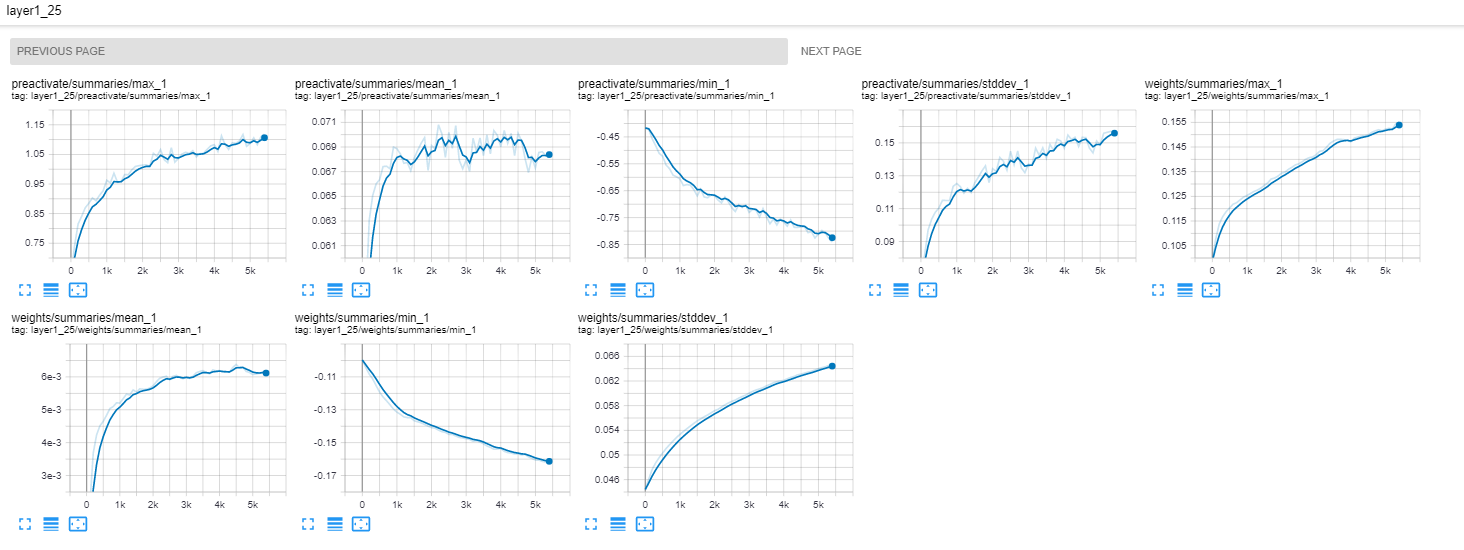 layer1_25
PREVIOUS PAGE
NEXT PAGE
preactivate/summaries/max_1
tag: layer1_25/preactivate/summaries/max_1
1.15
1.05
0.95
0.85
0.75
0 1k 2k 3k 4k 5k
preactivate/summaries/mean_1
tag: layer1_25/preactivate/summaries/mean_1
0.071
0.069
0.067
0.065
0.063
0.061
0 1k 2k 3k 4k 5k
preactivate/summaries/min_1
tag: layer1_25/preactivate/summaries/min_1
-0.45
-0.55
-0.65
-0.75
-0.85
0 1k 2k 3k 4k 5k
preactivate/summaries/stddev_1
tag: layer1_25/preactivate/summaries/stddev_1
0.15
0.13
0.11
0.09
0 1k 2k 3k 4k 5k
weights/summaries/max_1
tag: layer1_25/weights/summaries/max_1
0.155
0.145
0.135
0.125
0.115
0.105
0 1k 2k 3k 4k 5k
weights/summaries/mean_1
tag: layer1_25/weights/summaries/mean_1
6e-3
5e-3
4e-3
3e-3
0 1k 2k 3k 4k 5k
weights/summaries/min_1
tag: layer1_25/weights/summaries/min_1
-0.11
-0.13
-0.15
-0.17
0 1k 2k 3k 4k 5k
weights/summaries/stddev_1
tag: layer1_25/weights/summaries/stddev_1
0.066
0.062
0.058
0.054
0.05
0.046
0 1k 2k 3k 4k 5k